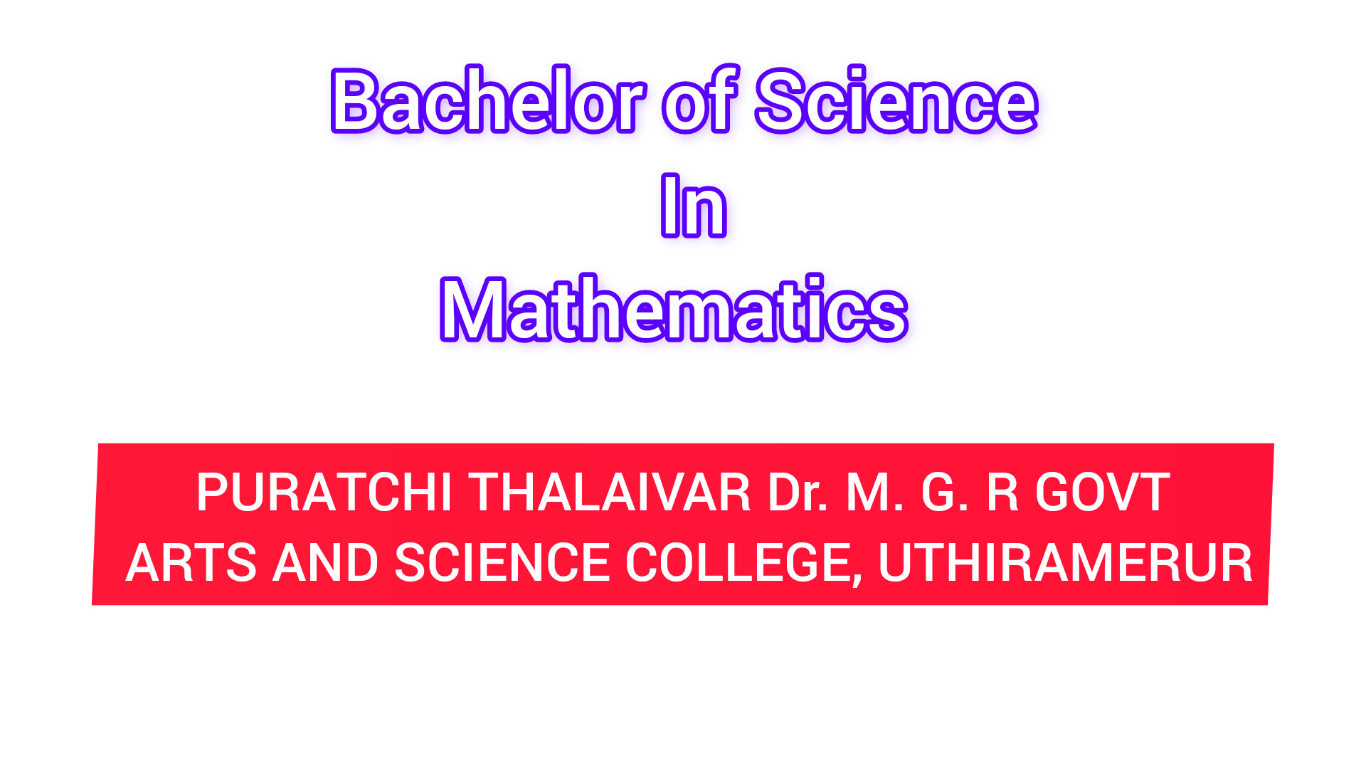 Bachelor of Science
In
Mathematics
PURATCHI THALAIVAR Dr. M. G. R GOVT
ARTS AND SCIENCE COLLEGE, UTHIRAMERUR